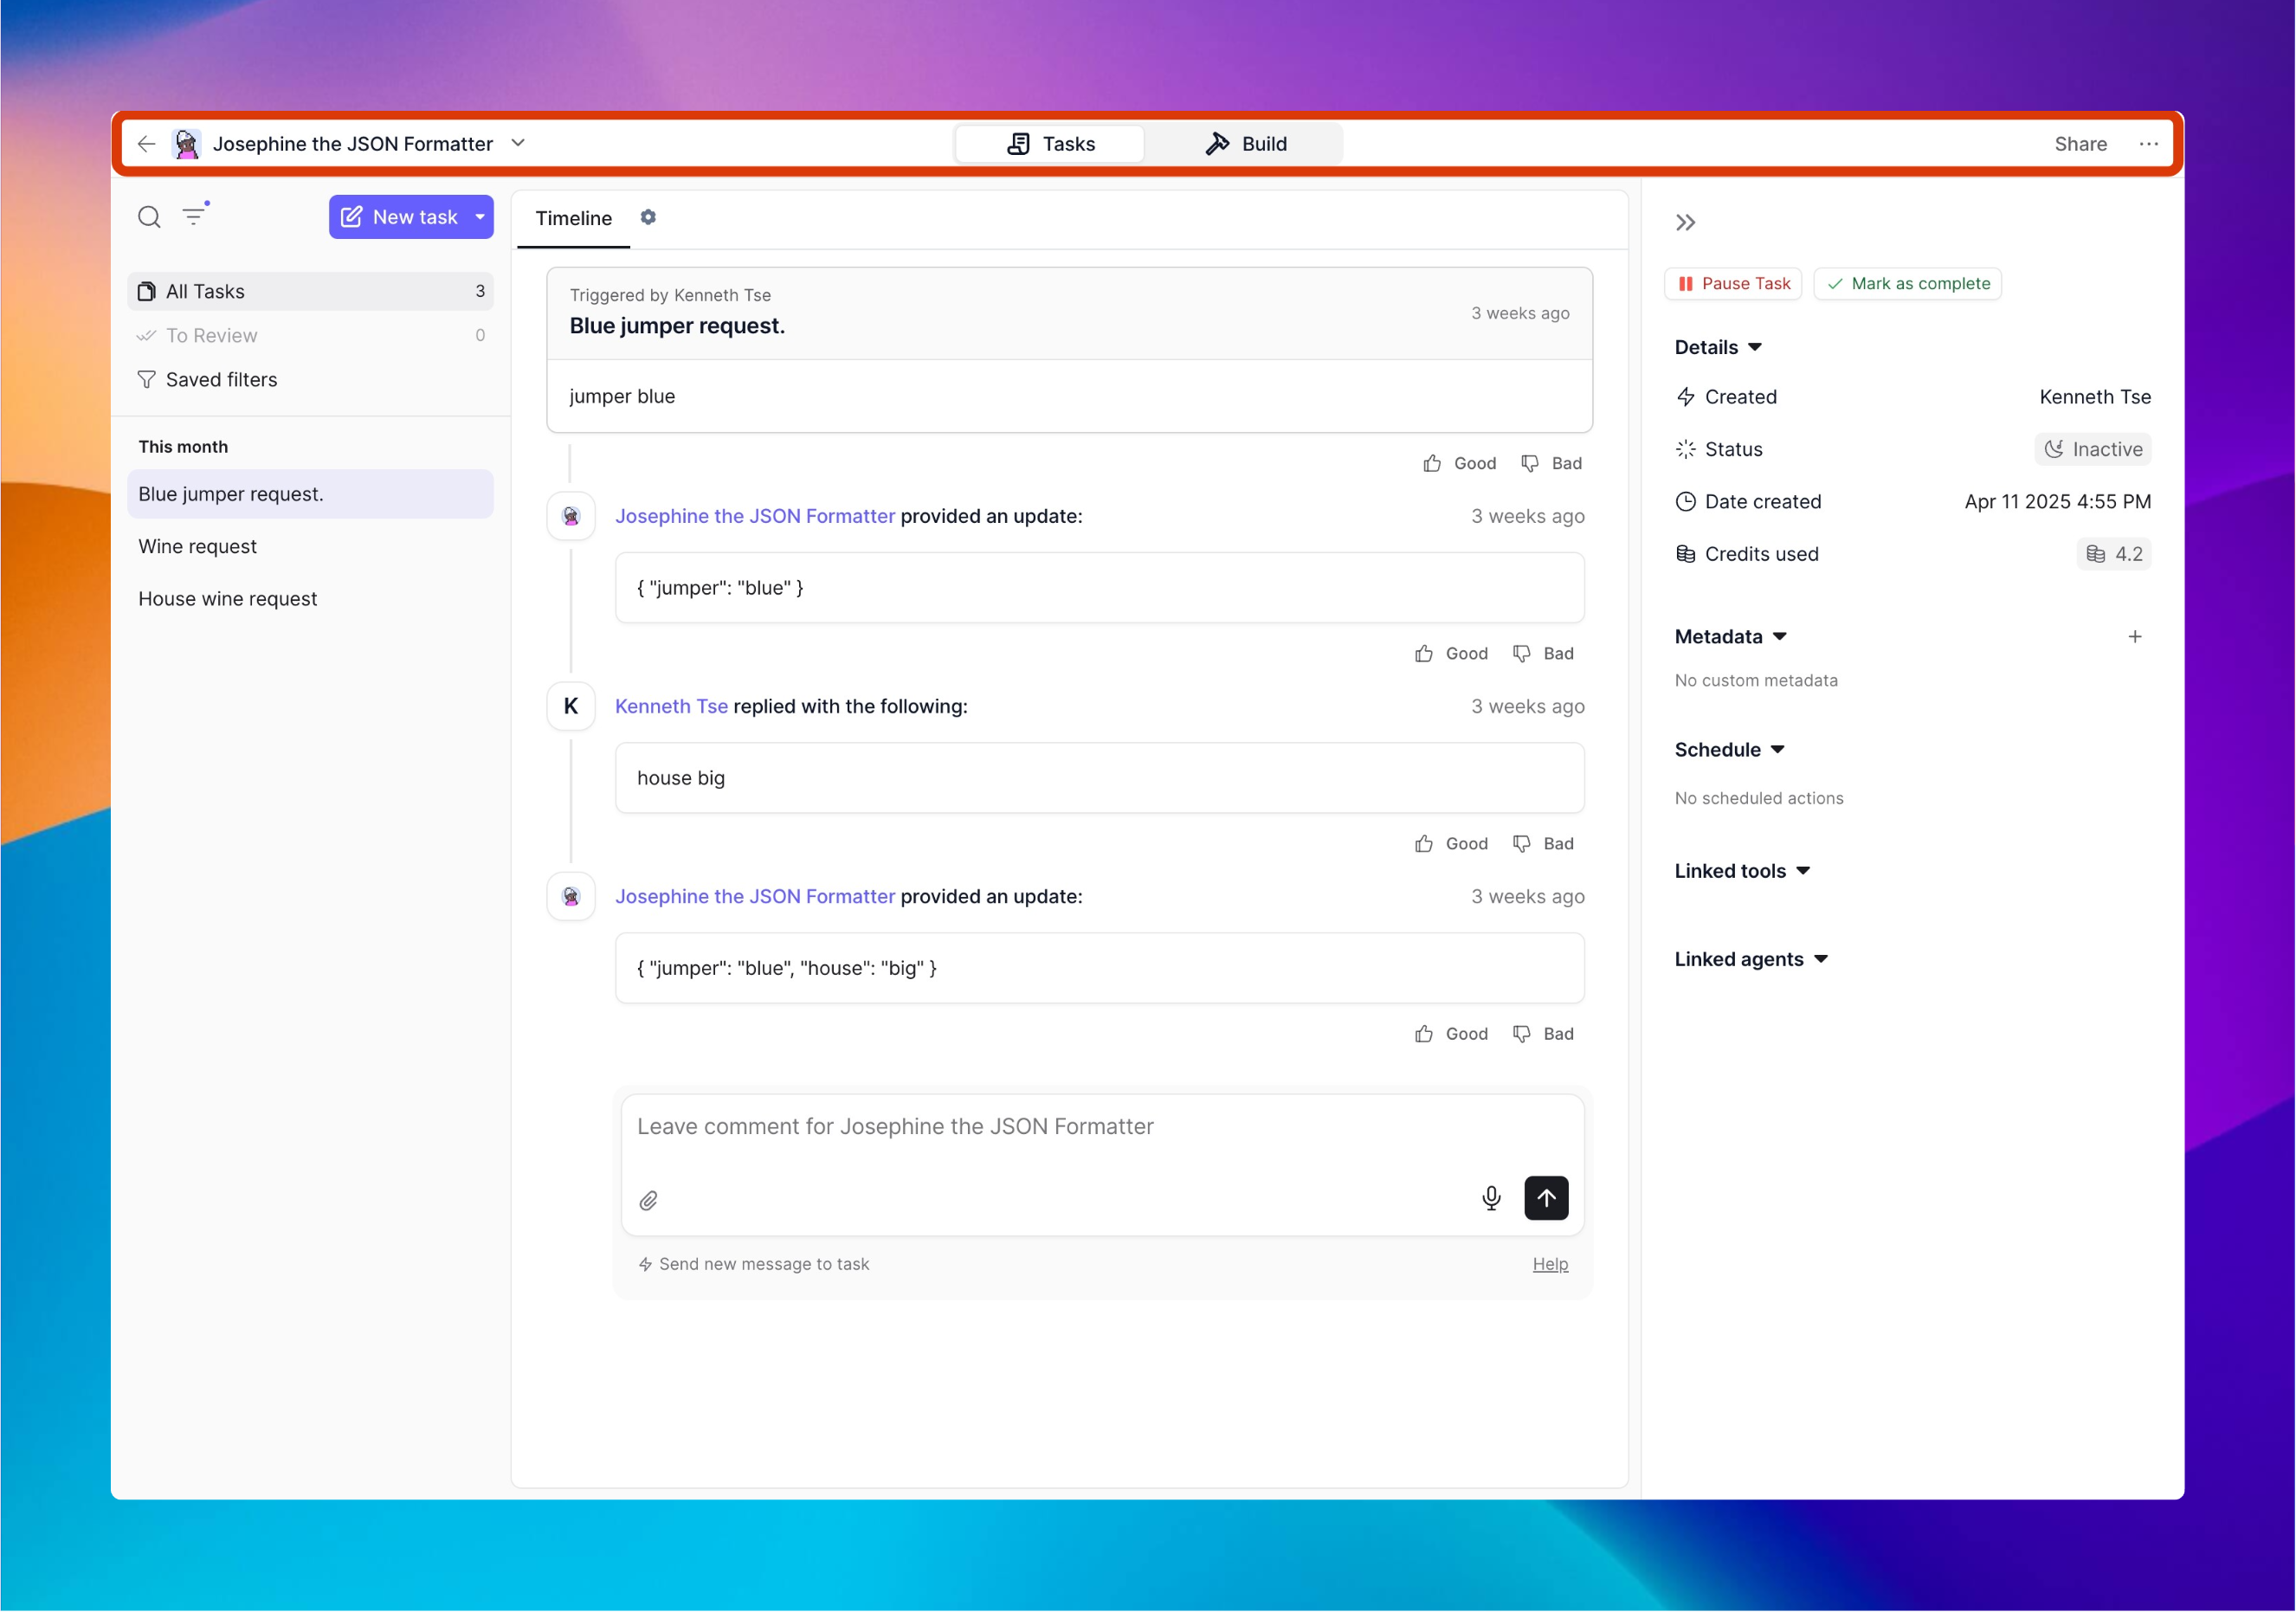 Josephine the JSON Formatter
Tasks
Build
Share
New task
All Tasks 3
To Review 0
Saved filters
This month
Blue jumper request.
Wine request
House wine request
Timeline
Triggered by Kenneth Tse
Blue jumper request.
3 weeks ago
jumper blue
Good Bad
Josephine the JSON Formatter provided an update: 3 weeks ago
{ "jumper": "blue" }
Good Bad
K
Kenneth Tse replied with the following: 3 weeks ago
house big
Good Bad
Josephine the JSON Formatter provided an update: 3 weeks ago
{ "jumper": "blue", "house": "big" }
Good Bad
Leave comment for Josephine the JSON Formatter
Send new message to task
Help
Pause Task
Mark as complete
Details
Created Kenneth Tse
Status Inactive
Date created Apr 11 2025 4:55 PM
Credits used 4.2
Metadata
No custom metadata
Schedule
No scheduled actions
Linked tools
Linked agents